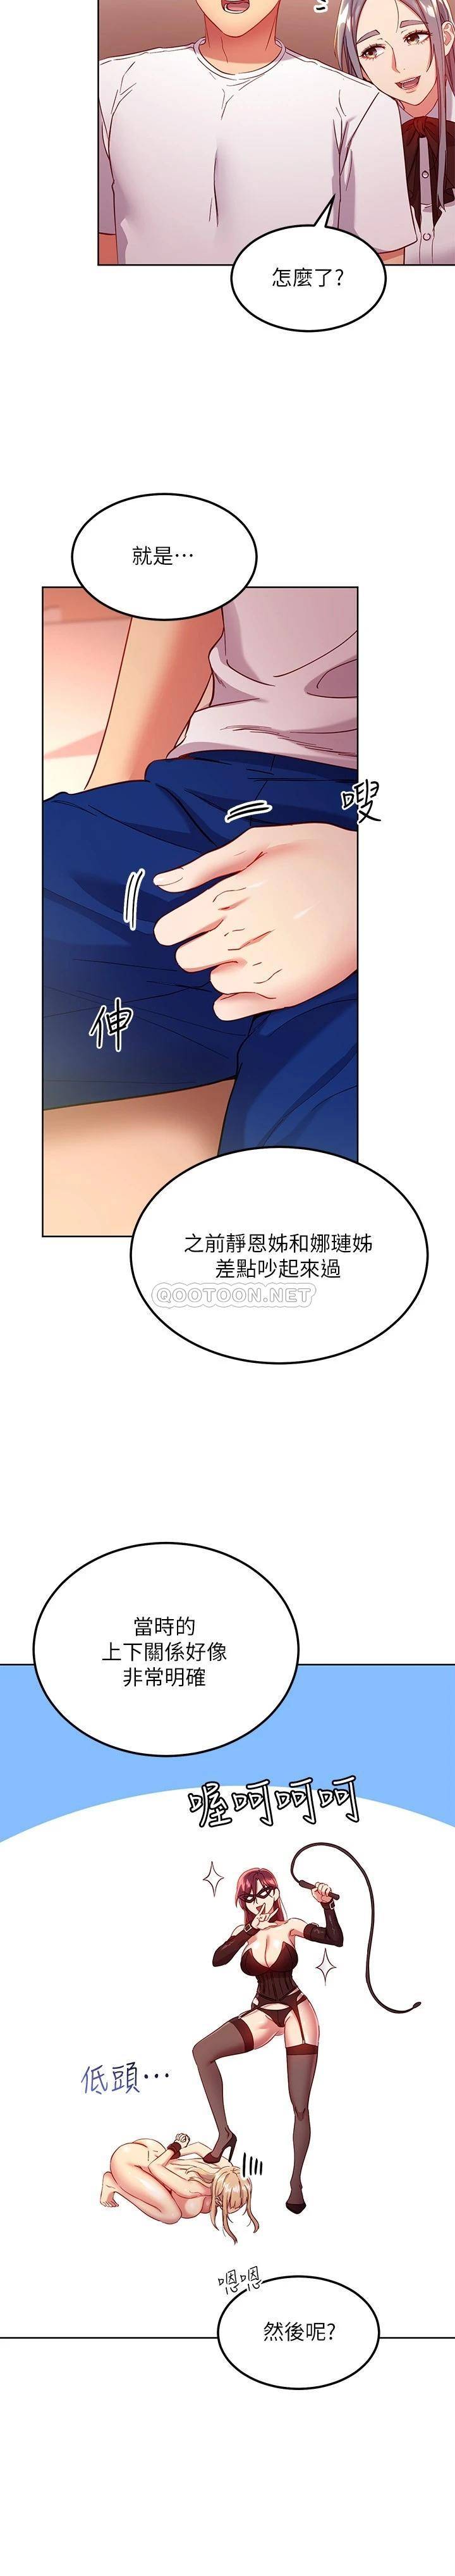 怎麼了?
就是…
嗖
伸
之前靜恩姊和娜璉姊
差點吵起來過
QOOTOON.NET
當時的
上下關係好像
非常明確
喔呵呵呵
低頭…
嗯嗯
然後呢?